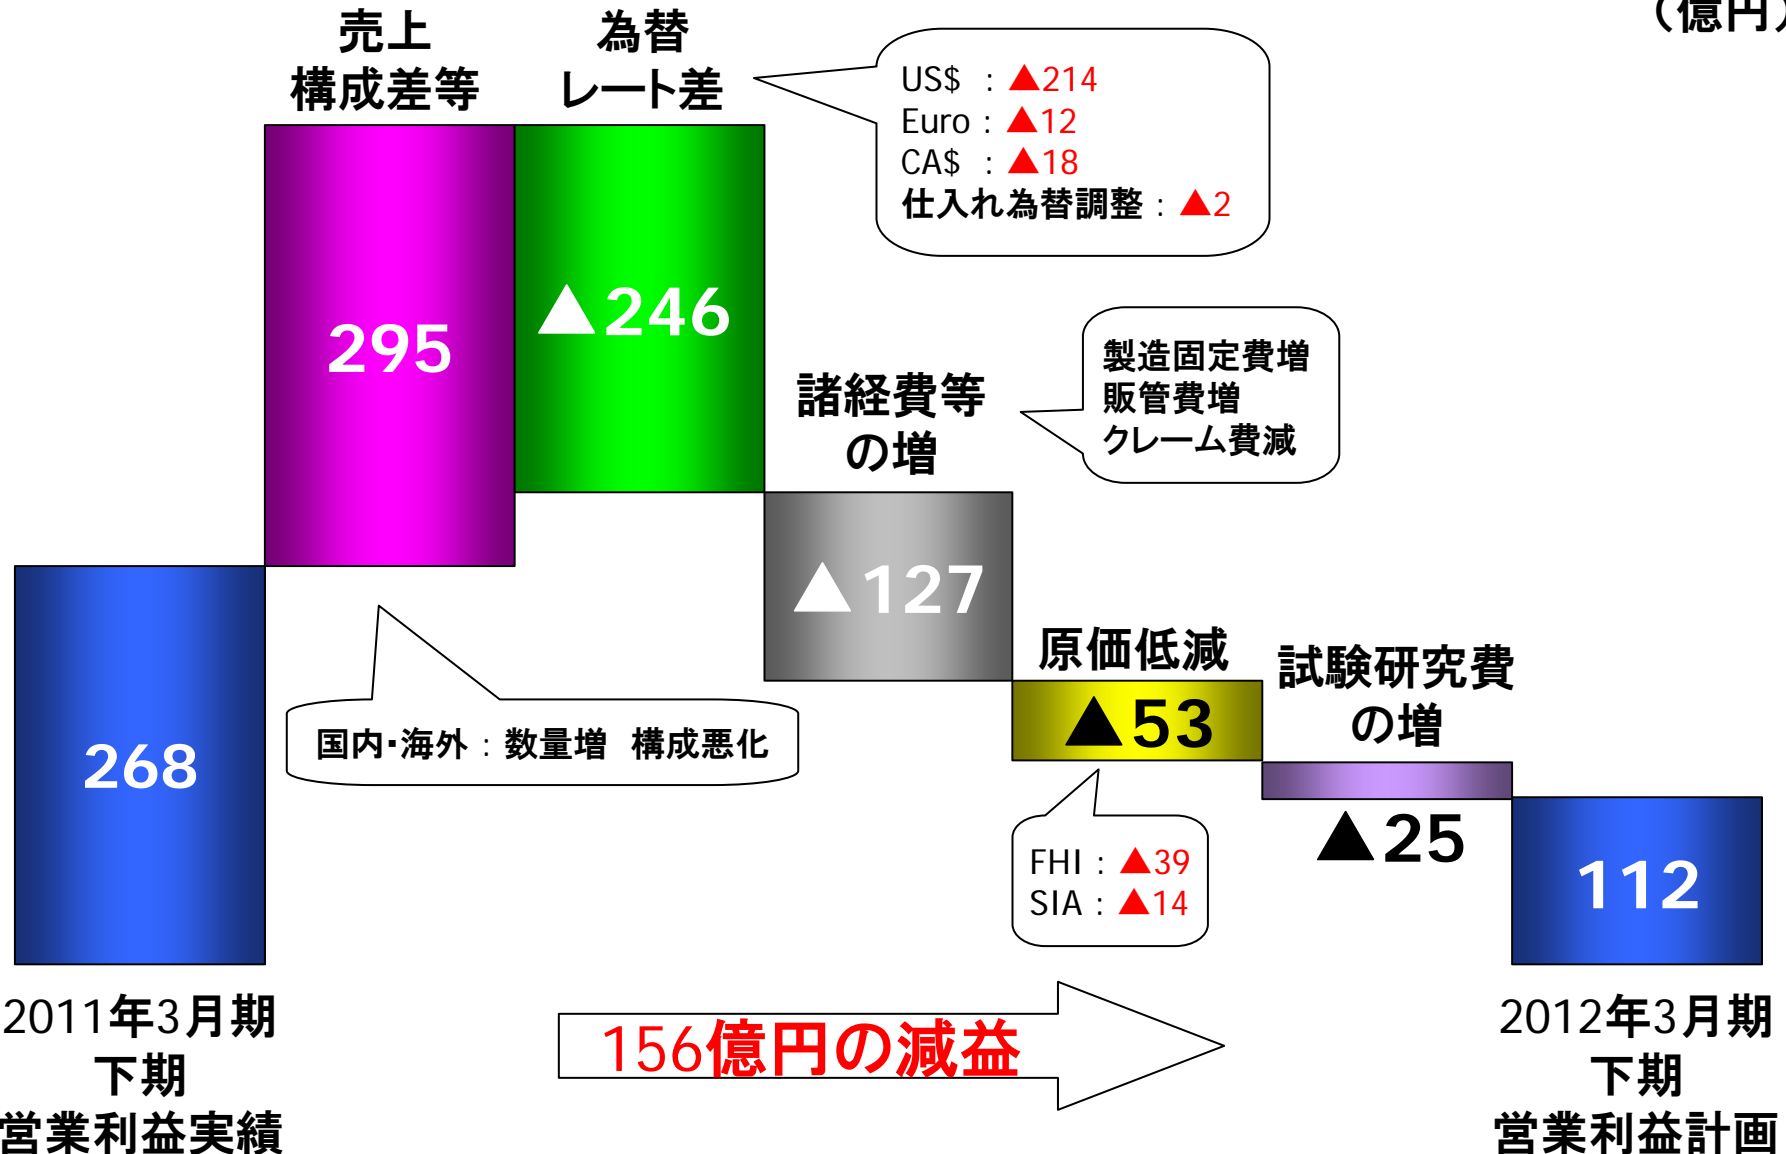 （億円）
売上
構成差等
為替
レート差
US$ : ▲214
Euro : ▲12
CA$ : ▲18
仕入れ為替調整 : ▲2
295
▲246
製造固定費増
販管費増
クレーム費減
諸経費等
の増
▲127
原価低減
▲53
試験研究費
の増
▲25
国内・海外 : 数量増 構成悪化
268
FHI : ▲39
SIA : ▲14
112
2011年3月期
下期
営業利益実績
156億円の減益
2012年3月期
下期
営業利益計画